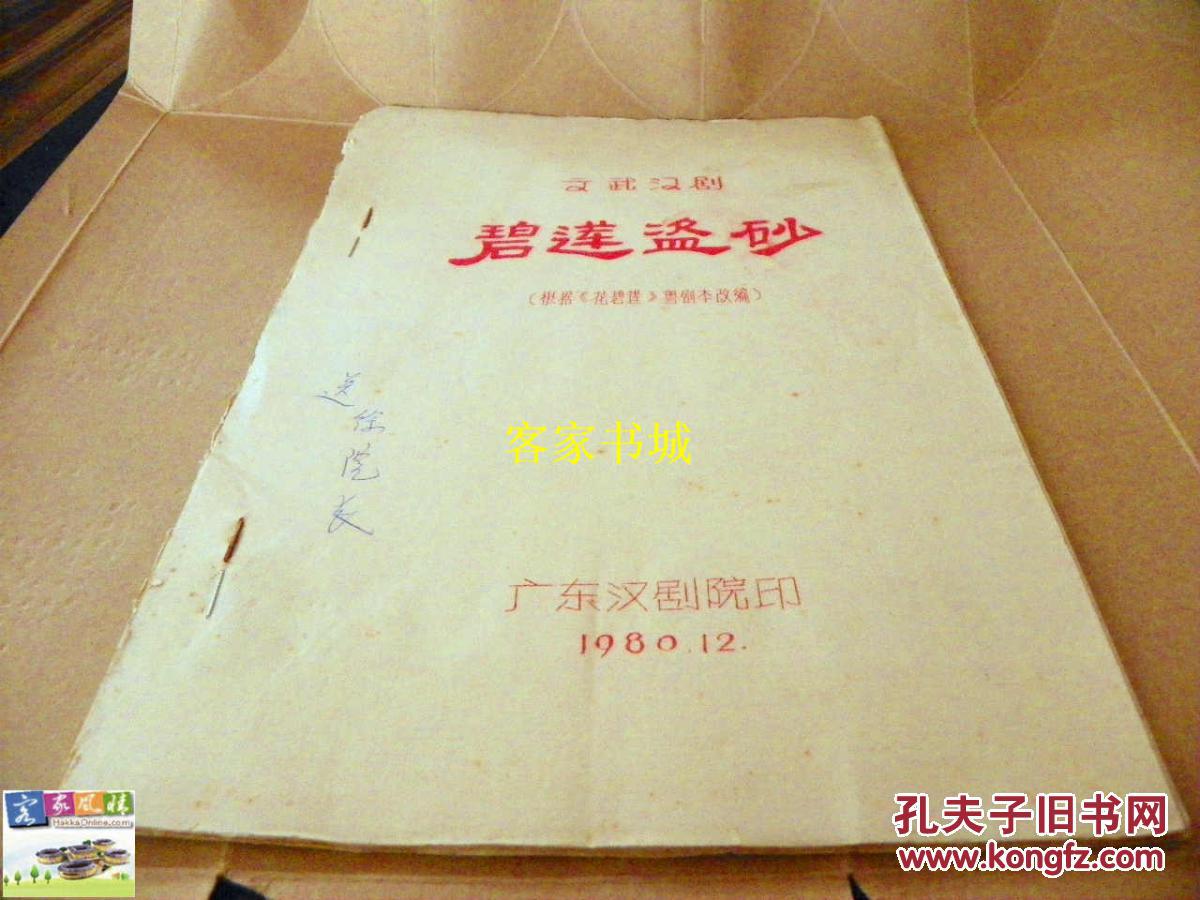 文武汉剧
碧莲盗砂
（根据《花碧莲》粤剧本改编）
送徐院长
客家书城
广东汉剧院印
1980.12.
客家风情
HakkaOnline.com
孔夫子旧书网
www.kongfz.com